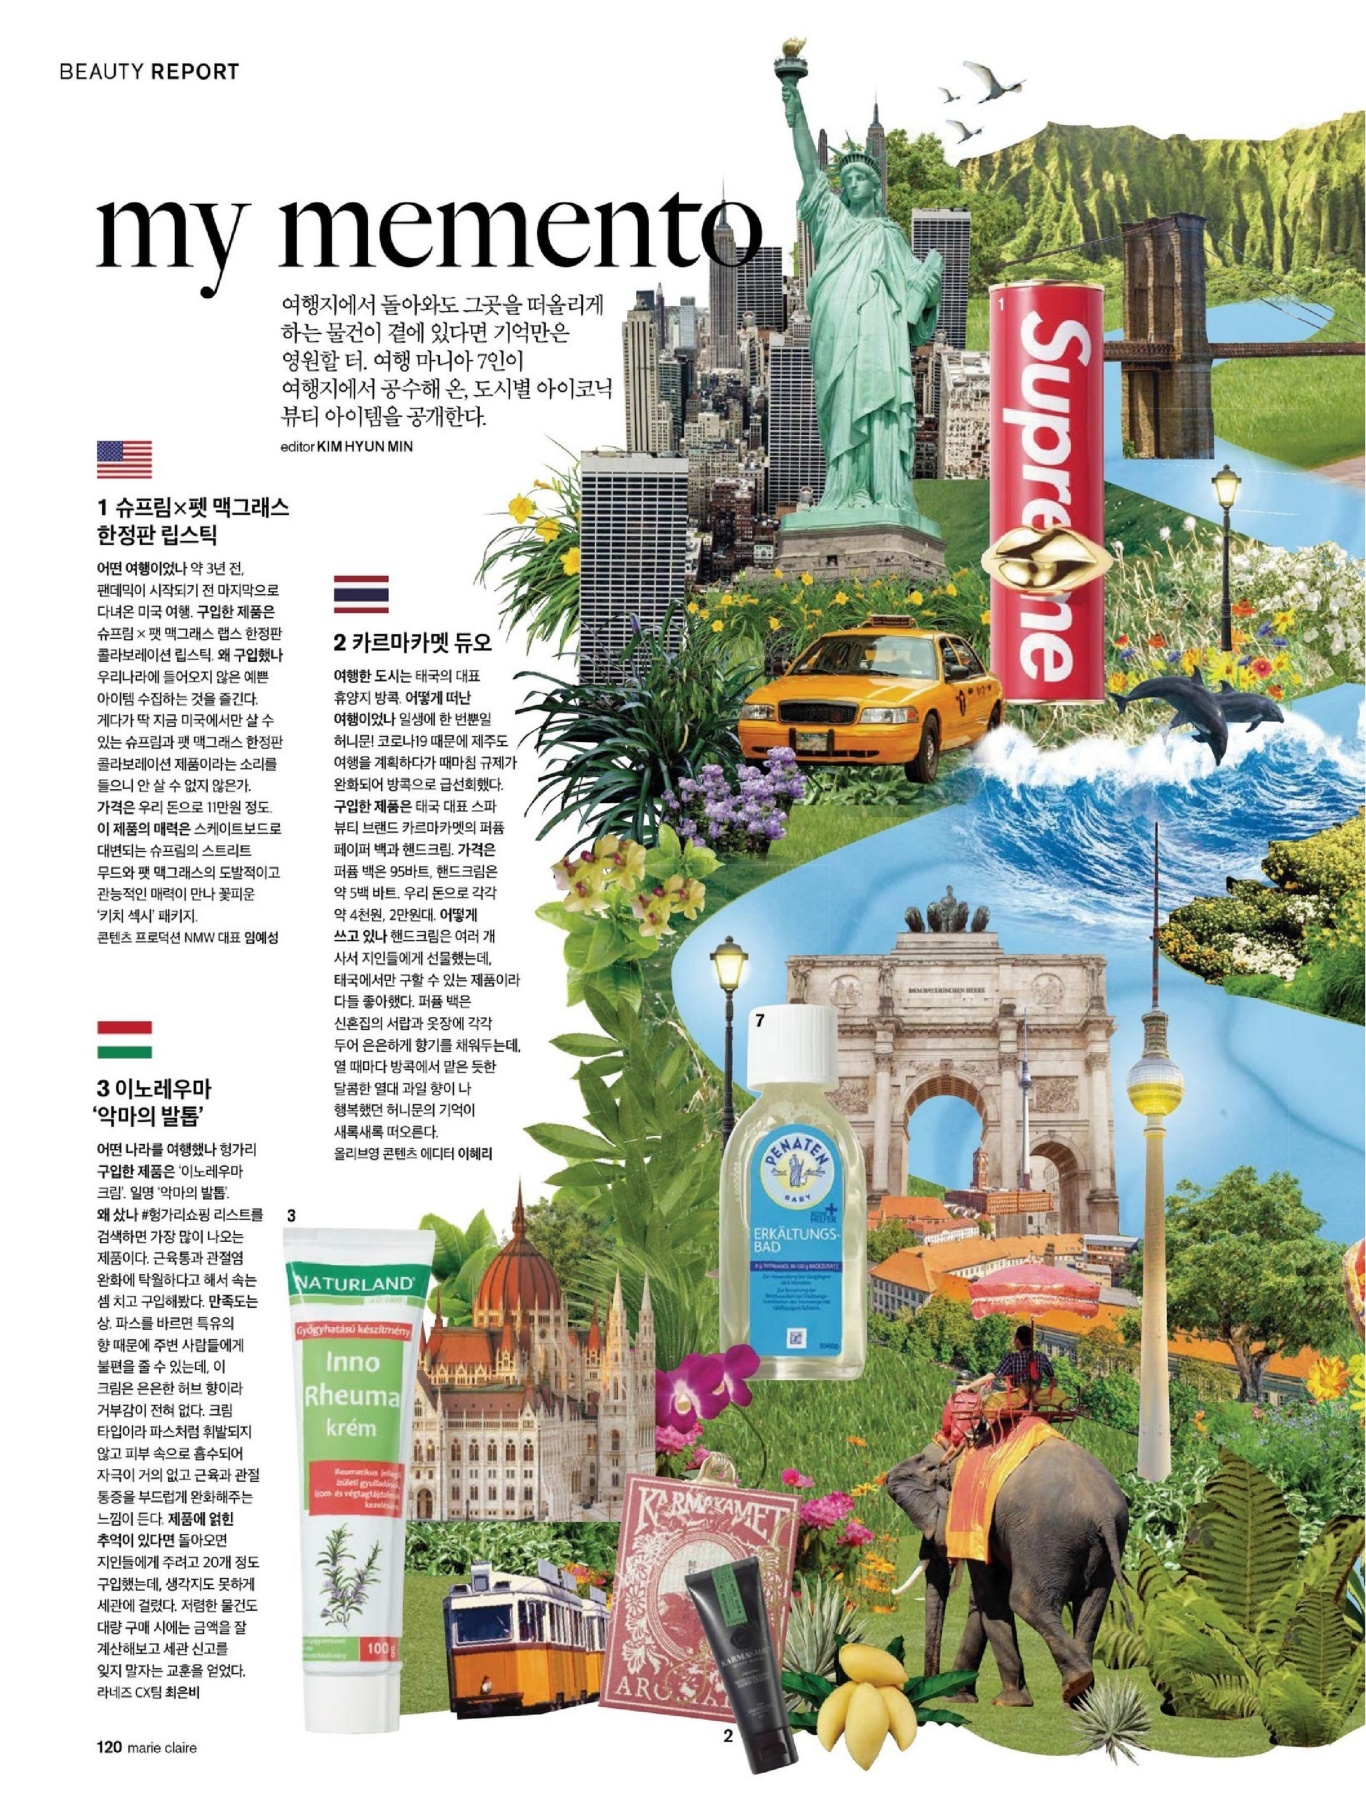 BEAUTY REPORT
my memento
여행지에서 돌아와도 그곳을 떠올리게
하는 물건이 곁에 있다면 기억만은
영원할 터. 여행 마니아 7인이
여행지에서 공수해 온, 도시별 아이코닉
뷰티 아이템을 공개한다.
editor KIM HYUN MIN
1 슈프림×펫 맥그래스
한정판 립스틱
어떤 여행이었나 약 3년 전,
팬데믹이 시작되기 전 마지막으로
다녀온 미국 여행. 구입한 제품은
슈프림 × 팻 맥그래스 랩스 한정판
콜라보레이션 립스틱. 왜 구입했나
우리나라에 들어오지 않은 예쁜
아이템 수집하는 것을 즐긴다.
게다가 딱 지금 미국에서만 살 수
있는 슈프림과 팻 맥그래스 한정판
콜라보레이션 제품이라는 소리를
들으니 안 살 수 없지 않은가.
가격은 우리 돈으로 11만원 정도.
이 제품의 매력은 스케이트보드로
대변되는 슈프림의 스트리트
무드와 팻 맥그래스의 도발적이고
관능적인 매력이 만나 꽃피운
‘키치 섹시’ 패키지.
콘텐츠 프로덕션 NMW 대표 임예성
2 카르마카멧 듀오
여행한 도시는 태국의 대표
휴양지 방콕. 어떻게 떠난
여행이었나 일생에 한 번뿐일
허니문! 코로나19 때문에 제주도
여행을 계획하다가 때마침 규제가
완화되어 방콕으로 급선회했다.
구입한 제품은 태국 대표 스파
뷰티 브랜드 카르마카멧의 퍼퓸
페이퍼 백과 핸드크림. 가격은
퍼퓸 백은 95바트, 핸드크림은
약 5백 바트. 우리 돈으로 각각
약 4천원, 2만원대. 어떻게
쓰고 있나 핸드크림은 여러 개
사서 지인들에게 선물했는데,
태국에서만 구할 수 있는 제품이라
다들 좋아했다. 퍼퓸 백은
신혼집의 서랍과 옷장에 각각
두어 은은하게 향기를 채워두는데,
열 때마다 방콕에서 맡은 듯한
달콤한 열대 과일 향이 나
행복했던 허니문의 기억이
새록새록 떠오른다.
올리브영 콘텐츠 에디터 이혜리
3 이노레우마
‘악마의 발톱’
어떤 나라를 여행했나 헝가리
구입한 제품은 ‘이노레우마
크림’. 일명 ‘악마의 발톱’.
왜 샀나 #헝가리쇼핑 리스트를
검색하면 가장 많이 나오는
제품이다. 근육통과 관절염
완화에 탁월하다고 해서 속는
셈 치고 구입해봤다. 만족도는
상. 파스를 바르면 특유의
향 때문에 주변 사람들에게
불편을 줄 수 있는데, 이
크림은 은은한 허브 향이라
거부감이 전혀 없다. 크림
타입이라 파스처럼 휘발되지
않고 피부 속으로 흡수되어
자극이 거의 없고 근육과 관절
통증을 부드럽게 완화해주는
느낌이 든다. 제품에 얽힌
추억이 있다면 돌아오면
지인들에게 주려고 20개 정도
구입했는데, 생각지도 못하게
세관에 걸렸다. 저렴한 물건도
대량 구매 시에는 금액을 잘
계산해보고 세관 신고를
잊지 말자는 교훈을 얻었다.
라네즈 CX팀 최은비
1
Supreme
DEM BAYERISCHEN HEERE
7
PENATEN
BABY
ERKÄLTUNGS-
BAD
3
NATURLAND
Gyógyhatású készítmény
Inno
Rheuma
krém
100 g
KARMAKAMET
KARMAKAMET
2
120 marie claire